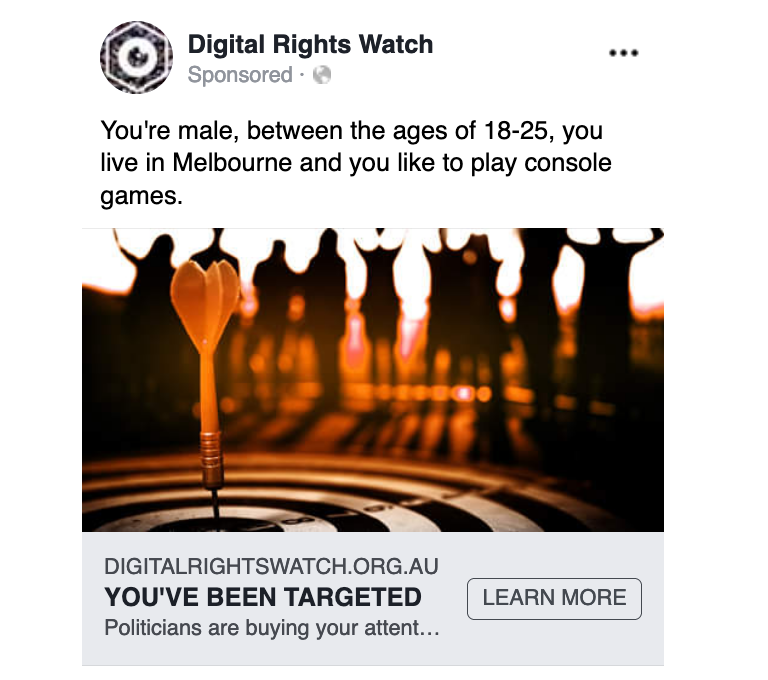 Digital Rights Watch
Sponsored ·
You're male, between the ages of 18-25, you
live in Melbourne and you like to play console
games.
DIGITALRIGHTSWATCH.ORG.AU
YOU'VE BEEN TARGETED
Politicians are buying your attent...
LEARN MORE